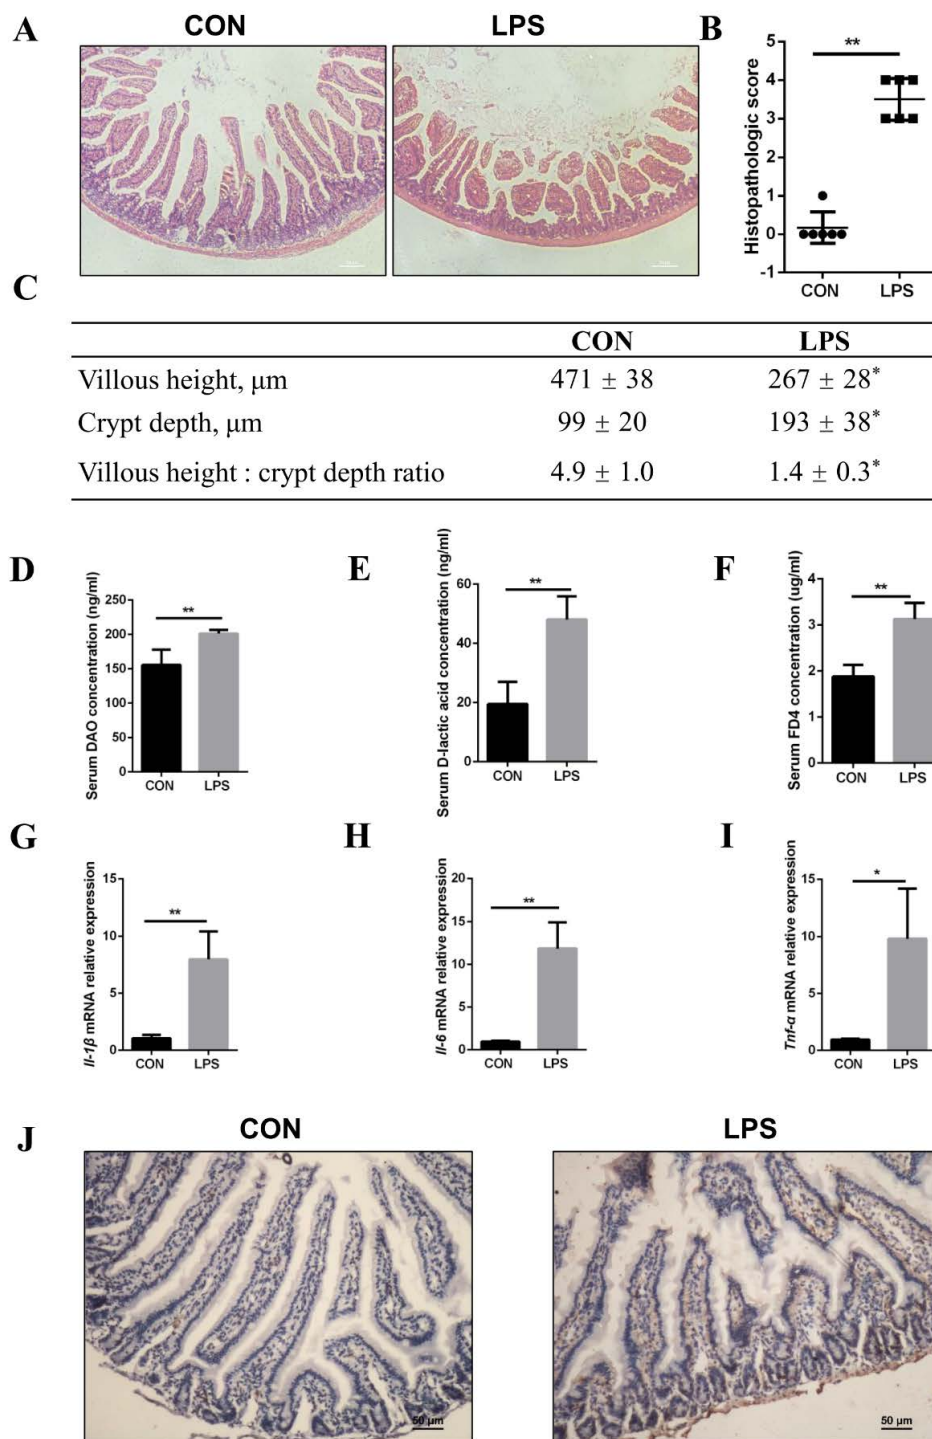 A
CON
LPS
B
Histopathologic score
**
5
4
3
2
1
0
-1
CON
LPS
C
CON LPS
Villous height, μm 471 ± 38 267 ± 28*
Crypt depth, μm 99 ± 20 193 ± 38*
Villous height : crypt depth ratio 4.9 ± 1.0 1.4 ± 0.3*
D
Serum DAO concentration (ng/ml)
**
250
200
150
100
50
0
CON
LPS
E
Serum D-lactic acid concentration (ng/ml)
**
60
40
20
0
CON
LPS
F
Serum FD4 concentration (ug/ml)
**
4
3
2
1
0
CON
LPS
G
Il-1β mRNA relative expression
**
15
10
5
0
CON
LPS
H
Il-6 mRNA relative expression
**
20
15
10
5
0
CON
LPS
I
Tnf-α mRNA relative expression
*
15
10
5
0
CON
LPS
J
CON
LPS
50 μm
50 μm